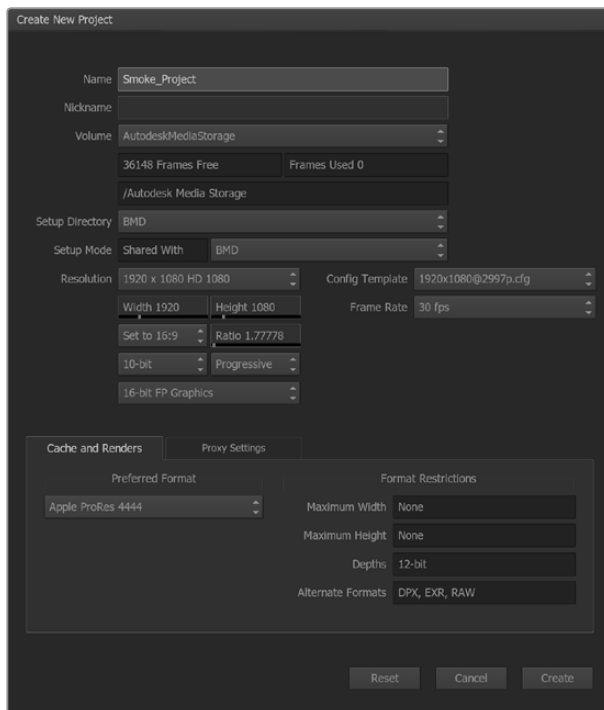 Create New Project
Name Smoke_Project
Nickname
Volume AutodeskMediaStorage
36148 Frames Free Frames Used 0
/Autodesk Media Storage
Setup Directory BMD
Setup Mode Shared With BMD
Resolution 1920 x 1080 HD 1080 Config Template 1920x1080@2997p.cfg
Width 1920 Height 1080 Frame Rate 30 fps
Set to 16:9 Ratio 1.77778
10-bit Progressive
16-bit FP Graphics
Cache and Renders Proxy Settings
Preferred Format Format Restrictions
Apple ProRes 4444 Maximum Width None
Maximum Height None
Depths 12-bit
Alternate Formats DPX, EXR, RAW
Reset Cancel Create